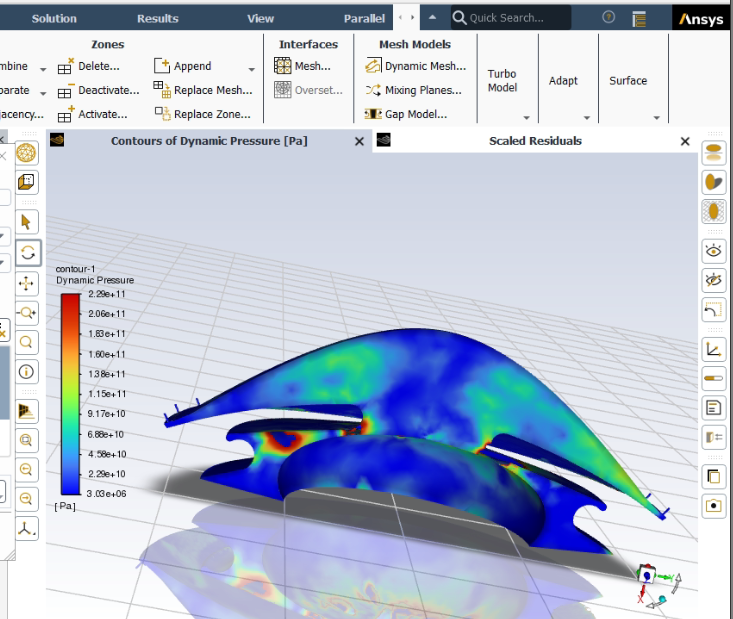 Solution Results View Parallel Quick Search... Ansys
Zones Interfaces Mesh Models
mbine Delete... Append Mesh... Dynamic Mesh...
parate Deactivate... Replace Mesh... Overset... Mixing Planes...
jacency... Activate... Replace Zone... Gap Model...
Turbo
Model
Adapt
Surface
Contours of Dynamic Pressure [Pa]
Scaled Residuals
contour-1
Dynamic Pressure
2.29e+11
2.06e+11
1.83e+11
1.60e+11
1.38e+11
1.15e+11
9.17e+10
6.88e+10
4.58e+10
2.29e+10
3.03e+06
[Pa]